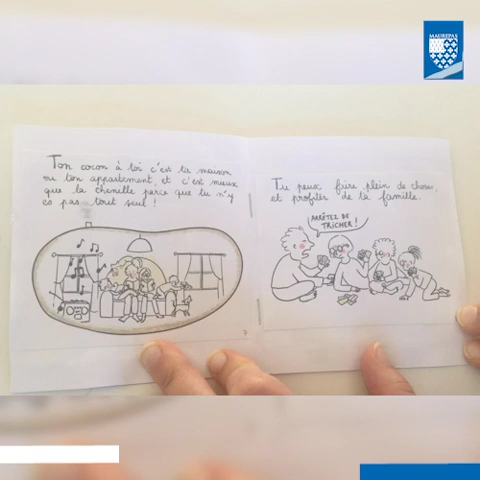 MAUREPAS
Ton cocon à toi c'est ta maison
ou ton appartement, et c'est mieux
que la chenille parce que tu n'y
es pas tout seul !
Tu peux faire plein de choses,
et profiter de ta famille.
ARRÊTEZ DE
TRICHER !